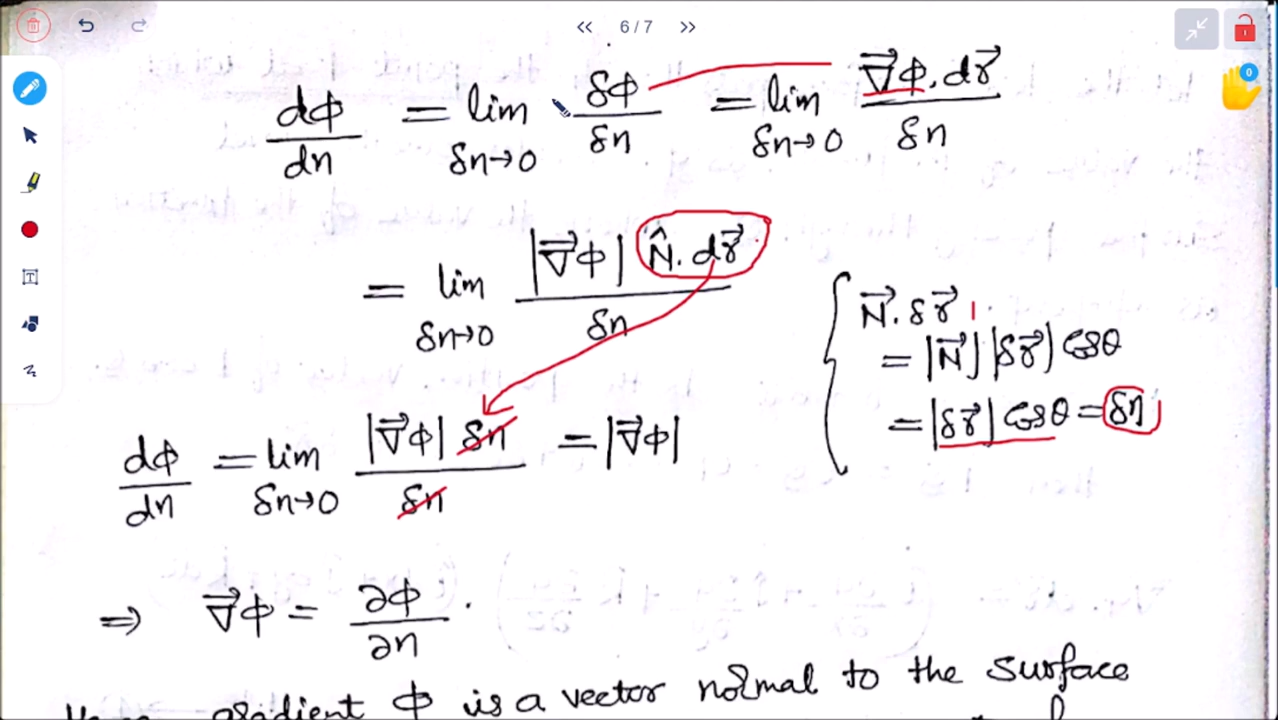 6 / 7
0
dϕ/dn = lim δn→0 δϕ/δn = lim δn→0 ∇⃗ϕ . dr⃗/δn
= lim δn→0 |∇⃗ϕ| N̂. dr⃗/δn
N⃗. δr⃗
= |N⃗| |δr⃗| cosθ
= |δr⃗| cosθ = δn
dϕ/dn = lim δn→0 |∇⃗ϕ| δn/δn = |∇⃗ϕ|
⇒ ∇⃗ϕ = ∂ϕ/∂n .
gradient ϕ is a vector normal to the surface